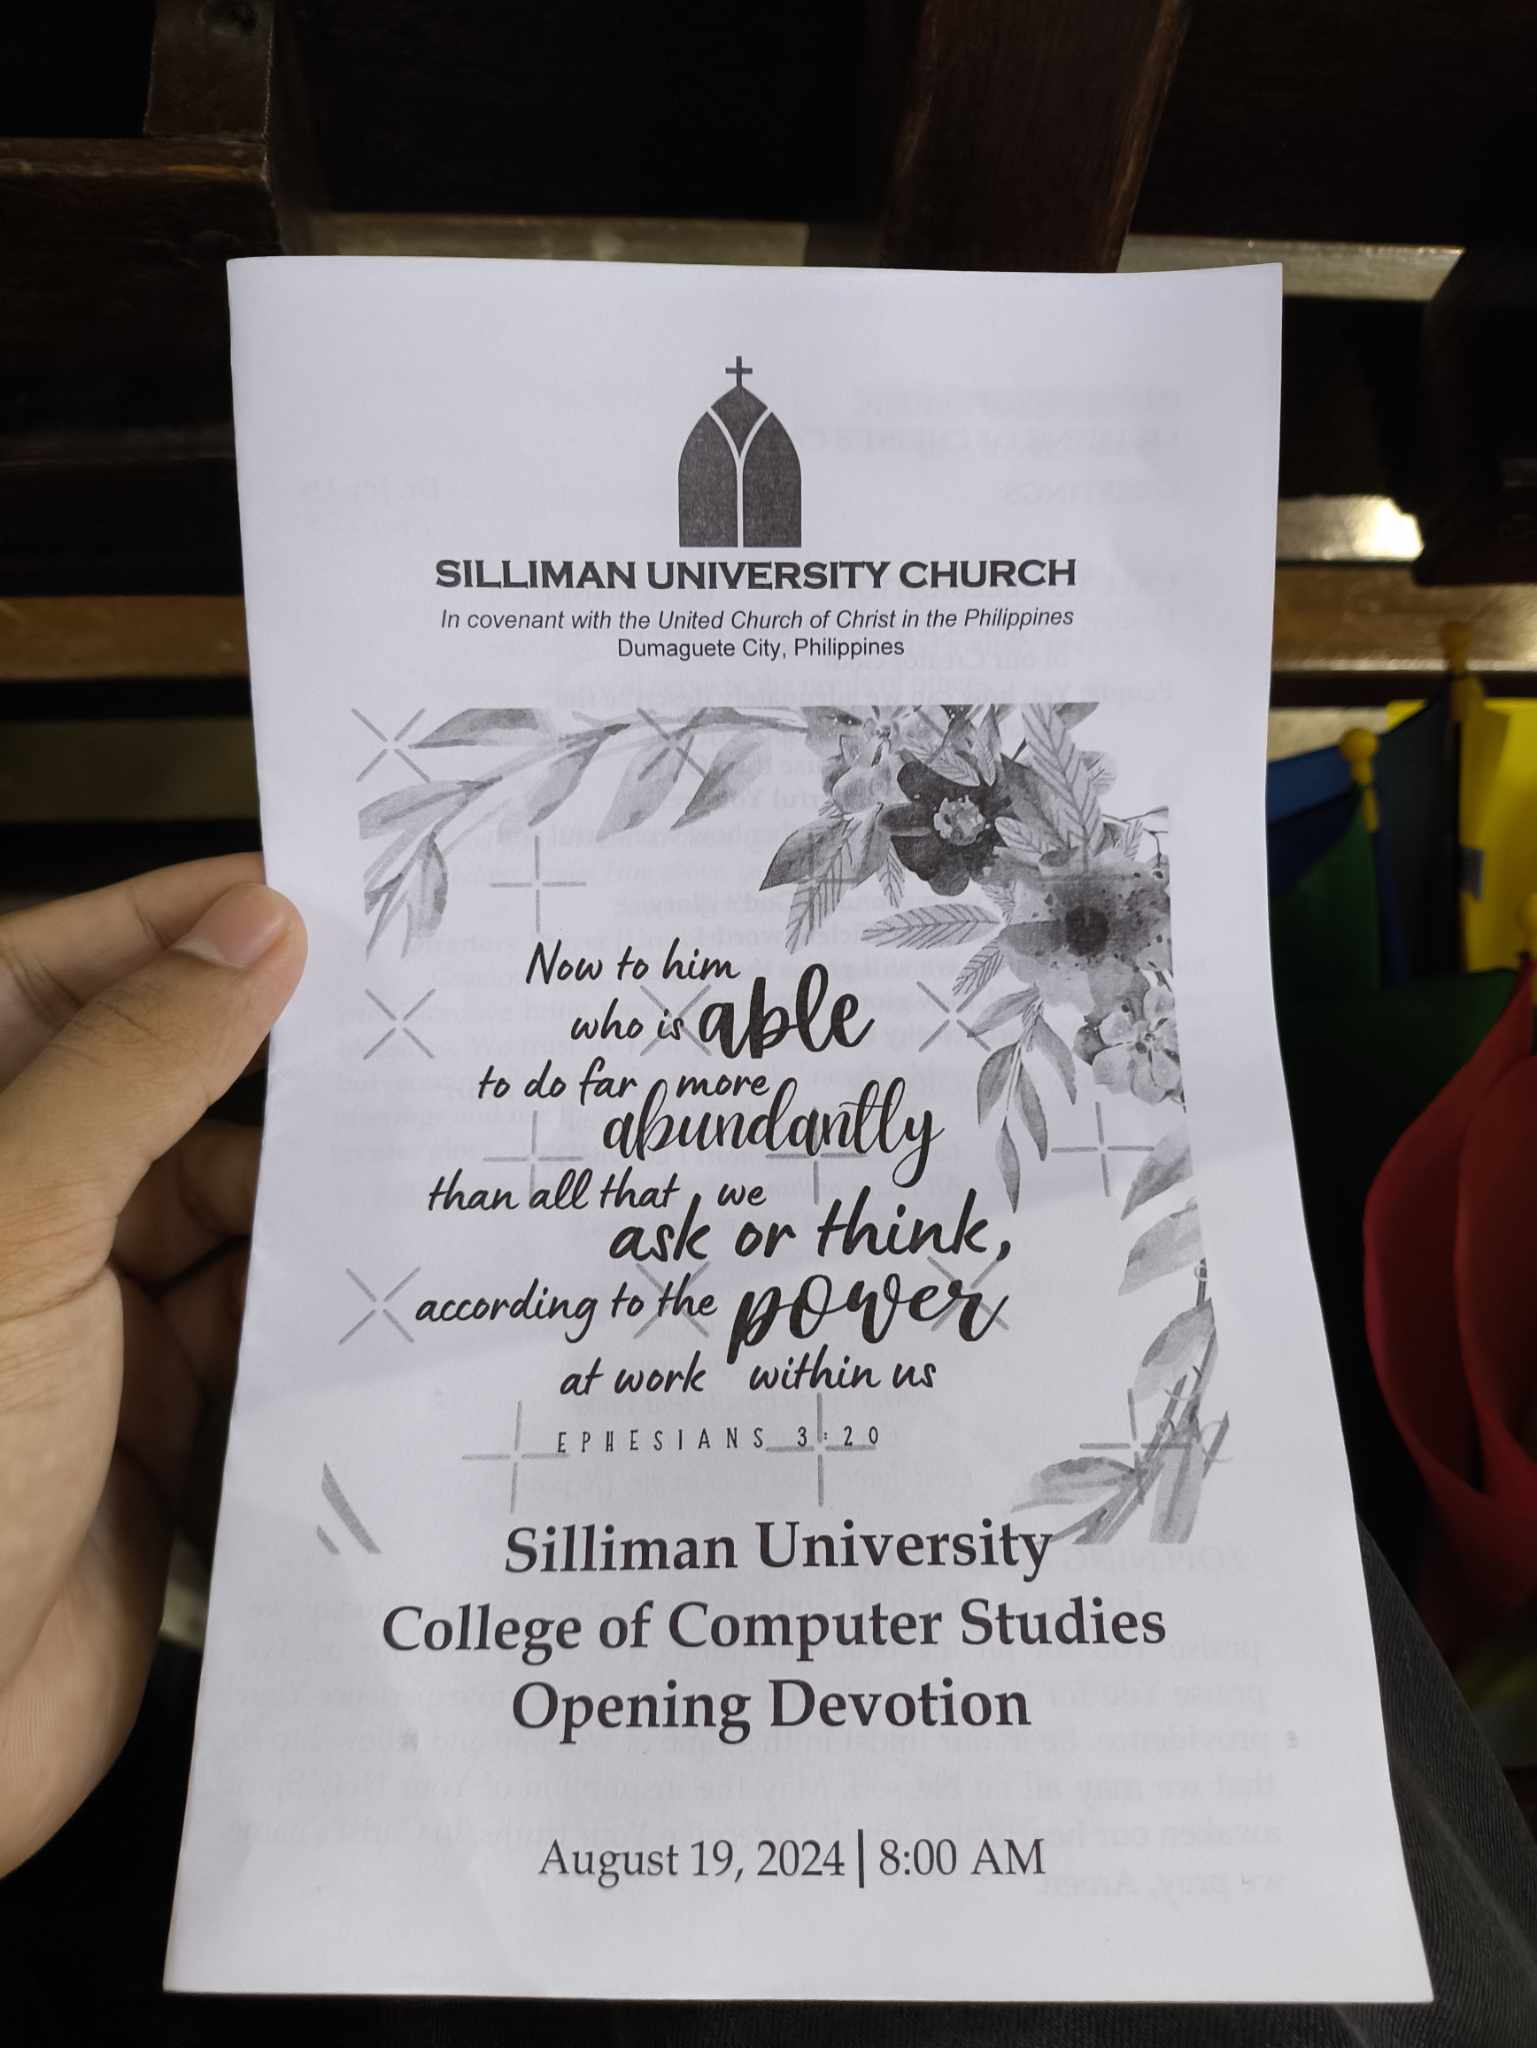 SILLIMAN UNIVERSITY CHURCH
In covenant with the United Church of Christ in the Philippines
Dumaguete City, Philippines
Now to him
who is able
to do far more
abundantly
than all that we
ask or think,
according to the power
at work within us
EPHESIANS 3:20
Silliman University
College of Computer Studies
Opening Devotion
August 19, 2024 | 8:00 AM